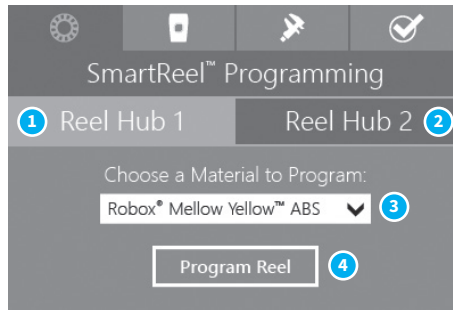 SmartReel™ Programming
1 Reel Hub 1 Reel Hub 2 2
Choose a Material to Program:
Robox® Mellow Yellow™ ABS 3
Program Reel 4